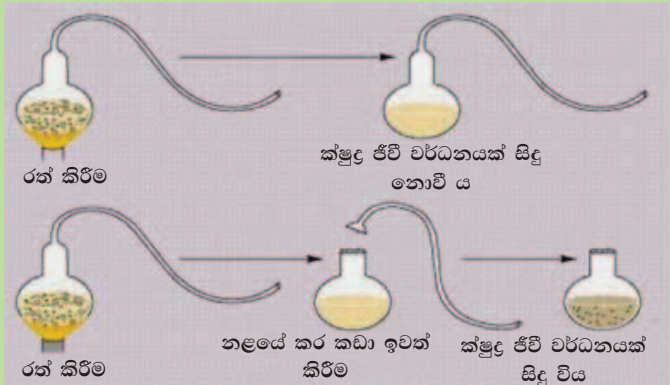 රත් කිරීම
ක්ෂුද්‍ර ජීවී වර්ධනයක් සිදු
නොවී ය
රත් කිරීම
නළයේ කර කඩා ඉවත්
කිරීම
ක්ෂුද්‍ර ජීවී වර්ධනයක්
සිදු විය